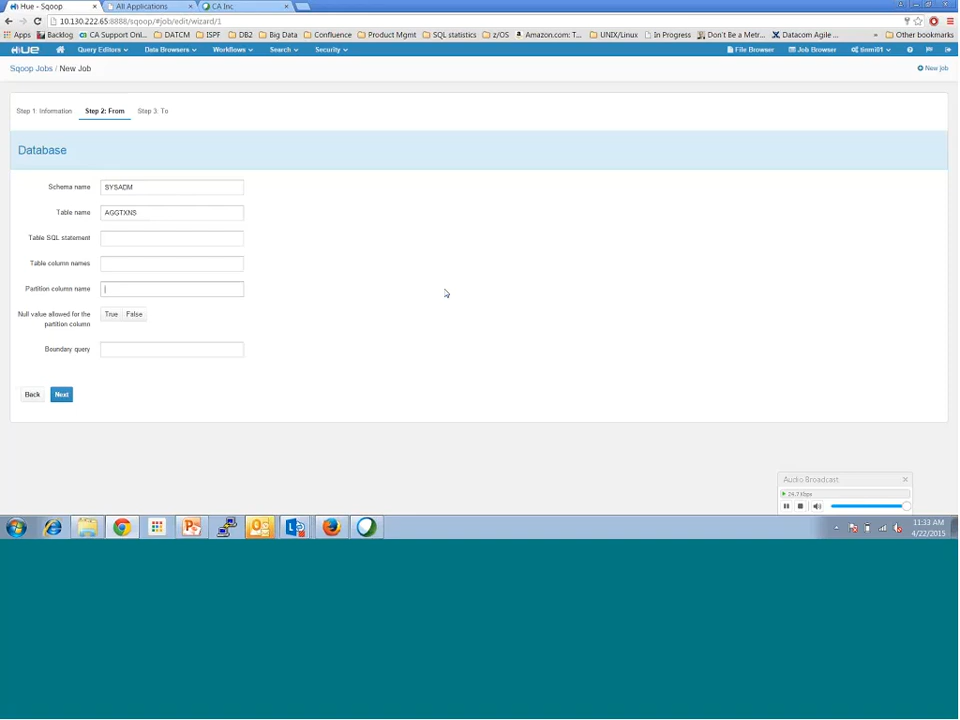 Hue - Sqoop
All Applications
CA Inc
10.130.222.65:8888/sqoop/#job/edit/wizard/1
Apps Backlog CA Support Onl... DATCM ISPF DB2 Big Data Confluence Product Mgmt SQL statistics z/OS Amazon.com: T... UNIX/Linux In Progress Don't Be a Metr... Datacom Agile ... » Other bookmarks
HUE Query Editors Data Browsers Workflows Search Security File Browser Job Browser
Sqoop Jobs / New Job
New job
Step 1: Information Step 2: From Step 3: To
Database
Schema name SYSADM
Table name AGGTXNS
Table SQL statement
Table column names
Partition column name
Null value allowed for the
partition column
True False
Boundary query
Back Next
Audio Broadcast
11:33 AM
4/22/2015